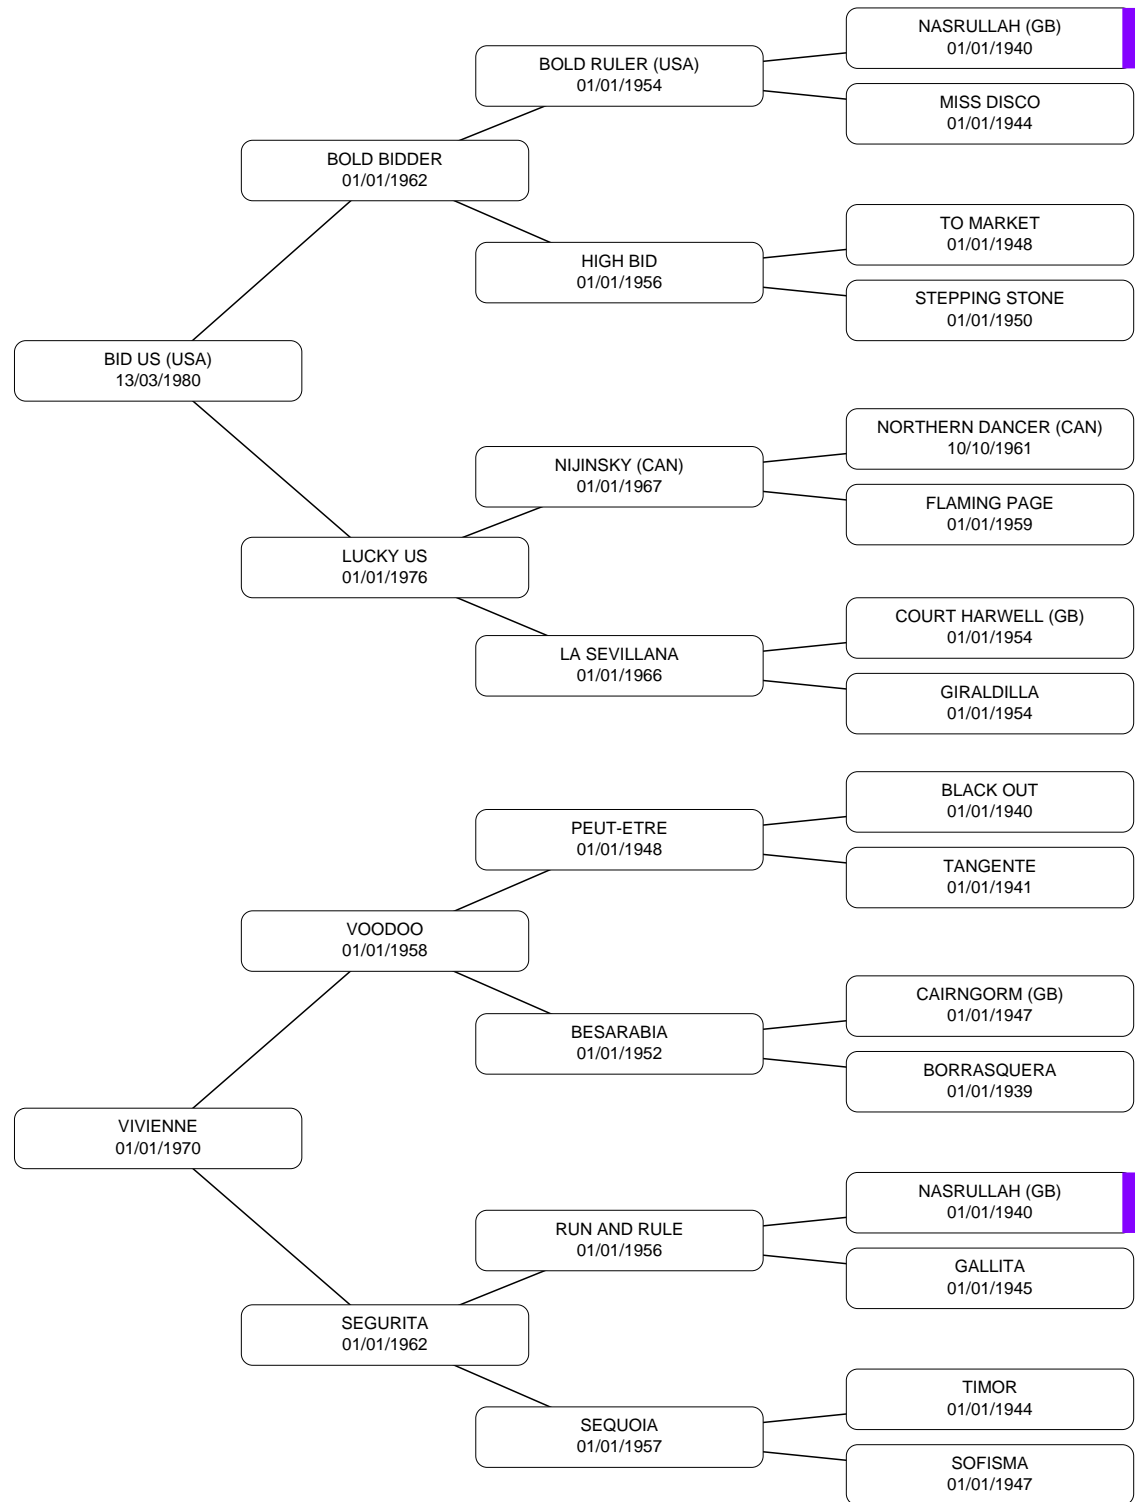 NASRULLAH (GB)
01/01/1940
BOLD RULER (USA)
01/01/1954
MISS DISCO
01/01/1944
BOLD BIDDER
01/01/1962
TO MARKET
01/01/1948
HIGH BID
01/01/1956
STEPPING STONE
01/01/1950
BID US (USA)
13/03/1980
NORTHERN DANCER (CAN)
10/10/1961
NIJINSKY (CAN)
01/01/1967
FLAMING PAGE
01/01/1959
LUCKY US
01/01/1976
COURT HARWELL (GB)
01/01/1954
LA SEVILLANA
01/01/1966
GIRALDILLA
01/01/1954
BLACK OUT
01/01/1940
PEUT-ETRE
01/01/1948
TANGENTE
01/01/1941
VOODOO
01/01/1958
CAIRNGORM (GB)
01/01/1947
BESARABIA
01/01/1952
BORRASQUERA
01/01/1939
VIVIENNE
01/01/1970
NASRULLAH (GB)
01/01/1940
RUN AND RULE
01/01/1956
GALLITA
01/01/1945
SEGURITA
01/01/1962
TIMOR
01/01/1944
SEQUOIA
01/01/1957
SOFISMA
01/01/1947